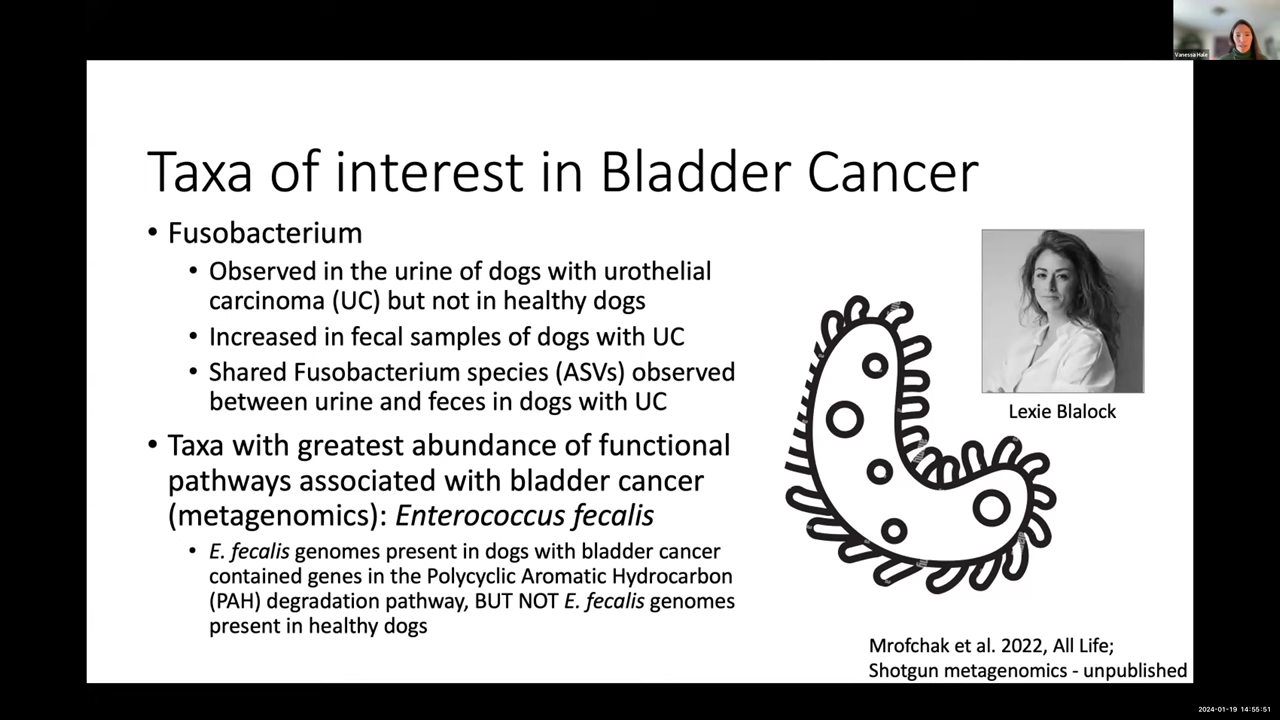 Vanessa Hale
Taxa of interest in Bladder Cancer
• Fusobacterium
• Observed in the urine of dogs with urothelial
carcinoma (UC) but not in healthy dogs
• Increased in fecal samples of dogs with UC
• Shared Fusobacterium species (ASVs) observed
between urine and feces in dogs with UC
• Taxa with greatest abundance of functional
pathways associated with bladder cancer
(metagenomics): Enterococcus fecalis
• E. fecalis genomes present in dogs with bladder cancer
contained genes in the Polycyclic Aromatic Hydrocarbon
(PAH) degradation pathway, BUT NOT E. fecalis genomes
present in healthy dogs
Lexie Blalock
Mrofchak et al. 2022, All Life;
Shotgun metagenomics - unpublished
2024-01-19 14:55:51